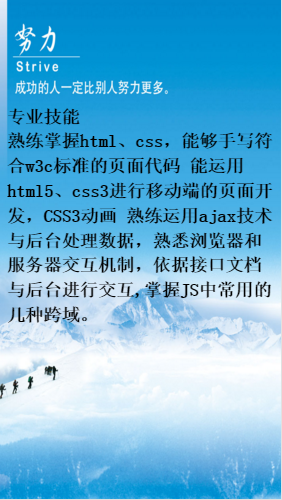 努力
Strive
成功的人一定比别人努力更多。
专业技能
熟练掌握html、css，能够手写符
合w3c标准的页面代码 能运用
html5、css3进行移动端的页面开
发，CSS3动画 熟练运用ajax技术
与后台处理数据，熟悉浏览器和
服务器交互机制，依据接口文档
与后台进行交互,掌握JS中常用的
几种跨域。